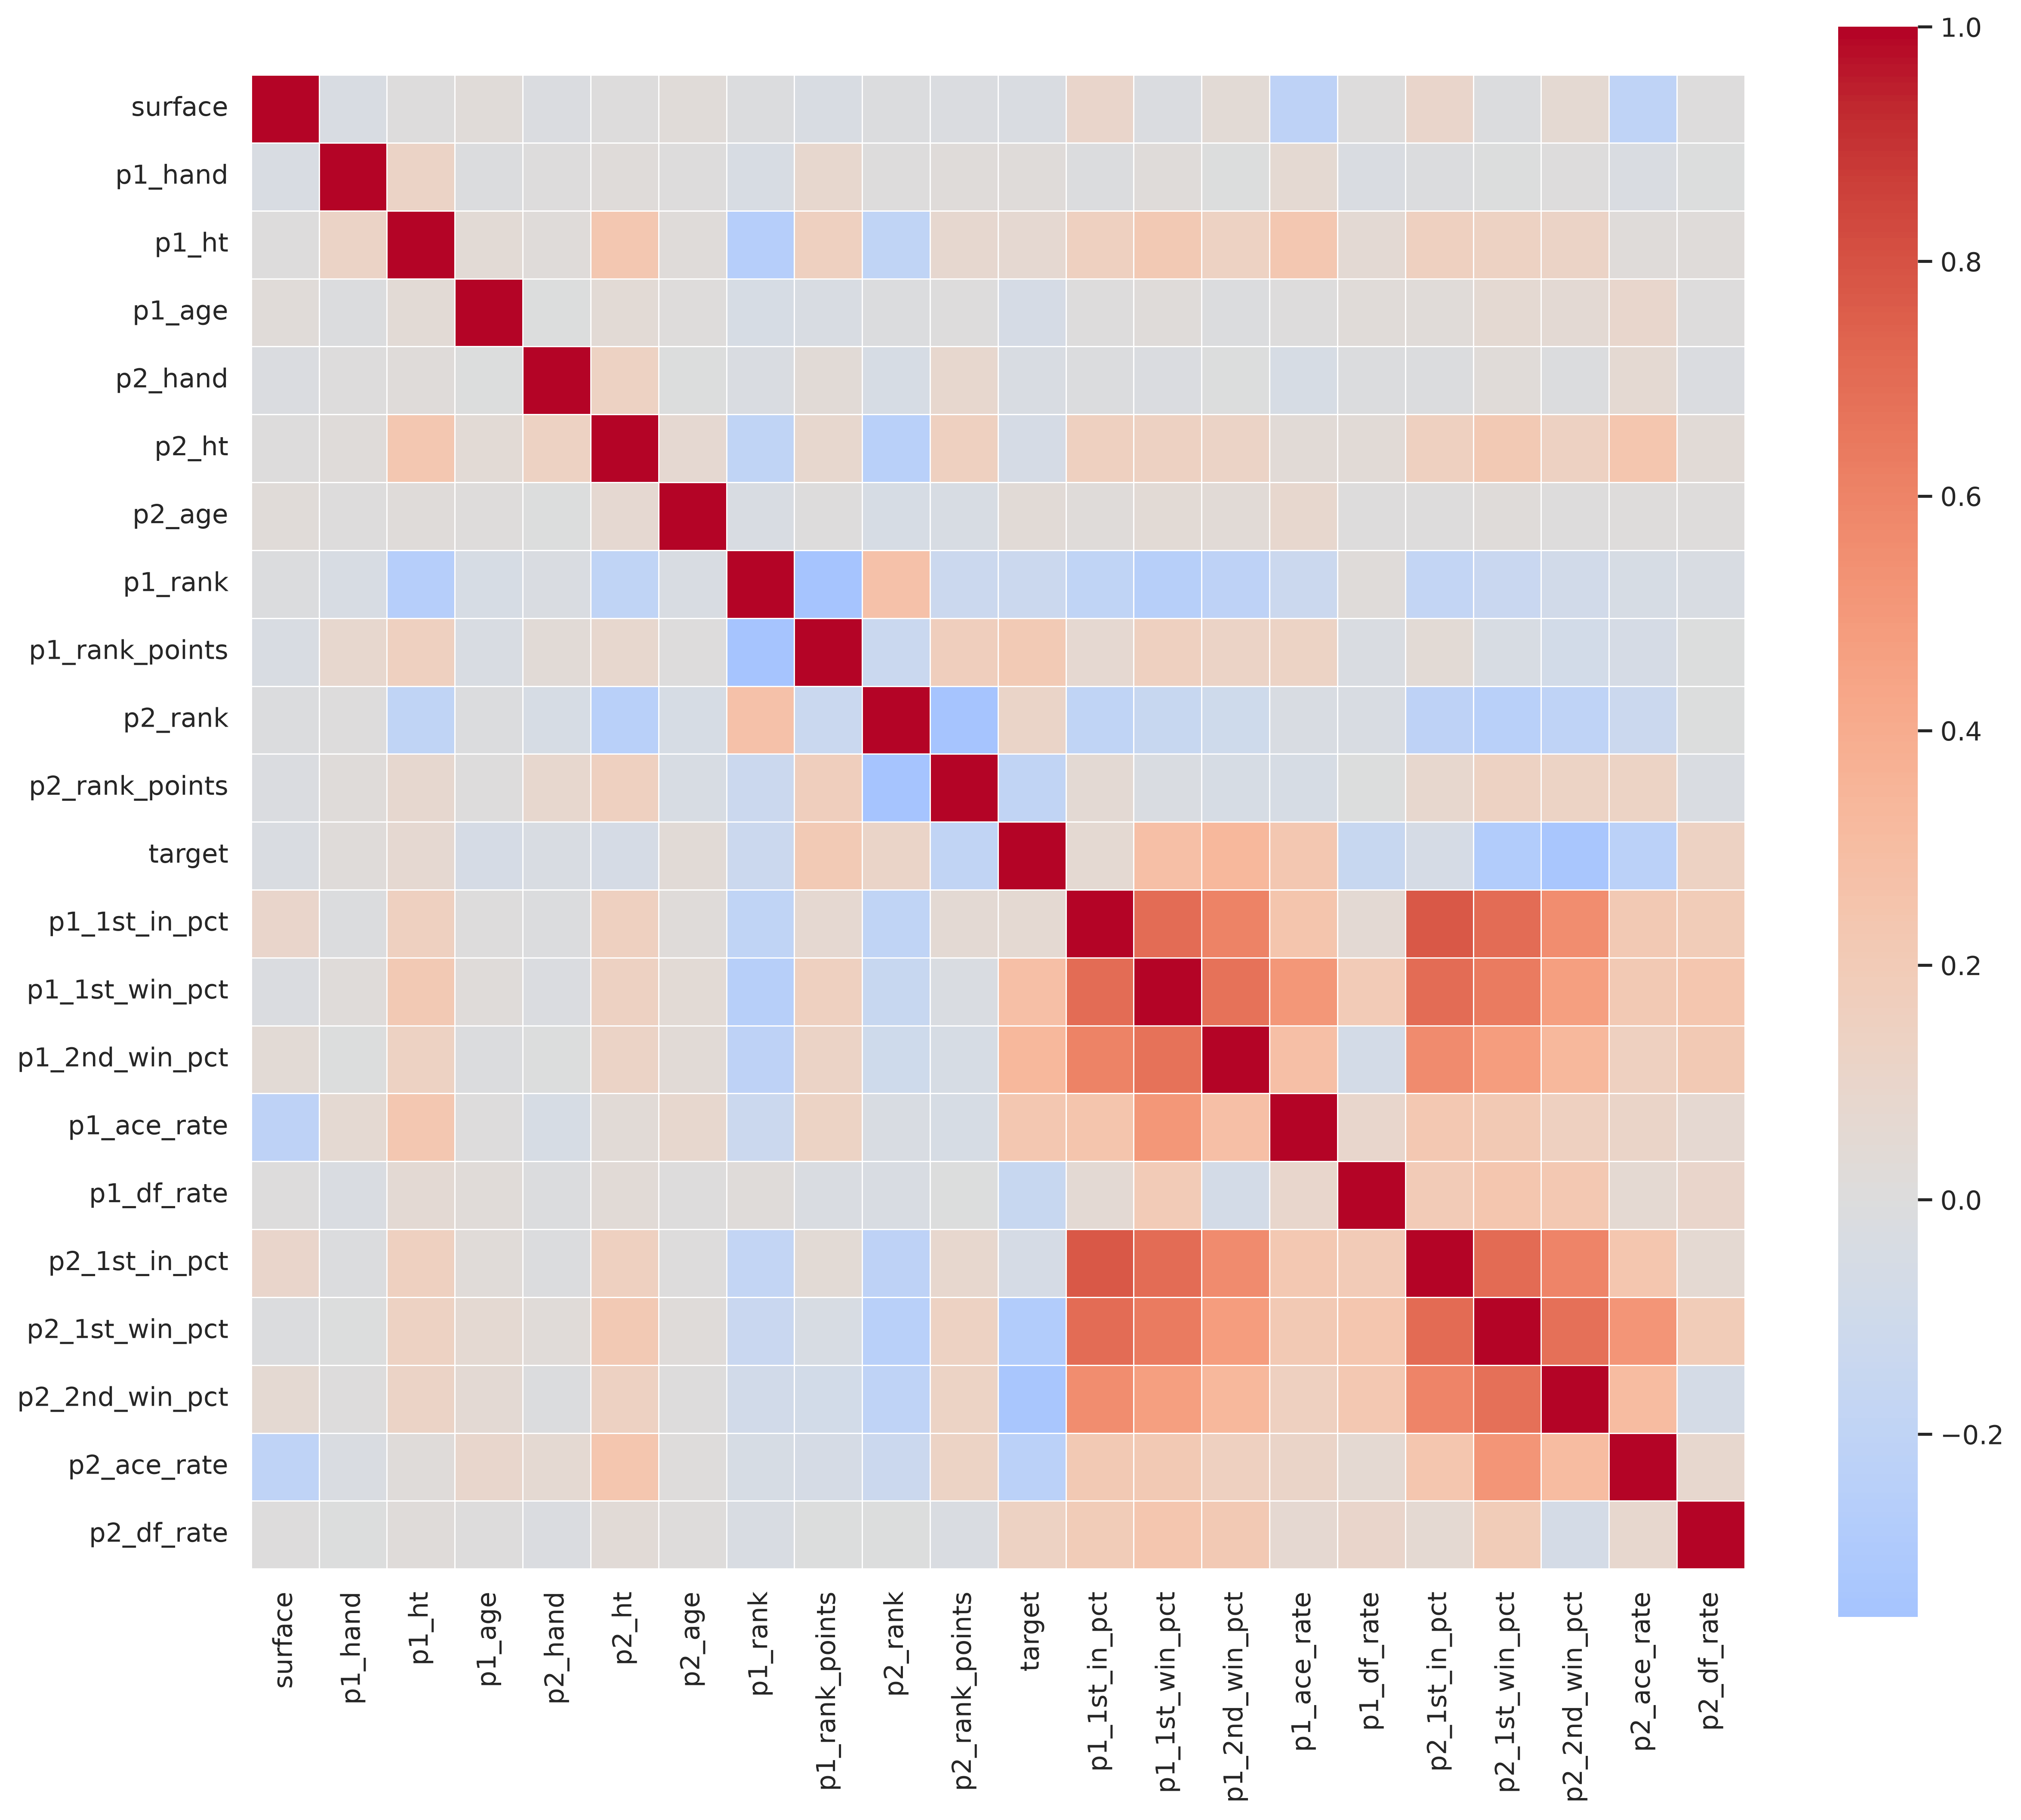 surface
p1_hand
p1_ht
p1_age
p2_hand
p2_ht
p2_age
p1_rank
p1_rank_points
p2_rank
p2_rank_points
target
p1_1st_in_pct
p1_1st_win_pct
p1_2nd_win_pct
p1_ace_rate
p1_df_rate
p2_1st_in_pct
p2_1st_win_pct
p2_2nd_win_pct
p2_ace_rate
p2_df_rate
surface
p1_hand
p1_ht
p1_age
p2_hand
p2_ht
p2_age
p1_rank
p1_rank_points
p2_rank
p2_rank_points
target
p1_1st_in_pct
p1_1st_win_pct
p1_2nd_win_pct
p1_ace_rate
p1_df_rate
p2_1st_in_pct
p2_1st_win_pct
p2_2nd_win_pct
p2_ace_rate
p2_df_rate
1.0
0.8
0.6
0.4
0.2
0.0
−0.2